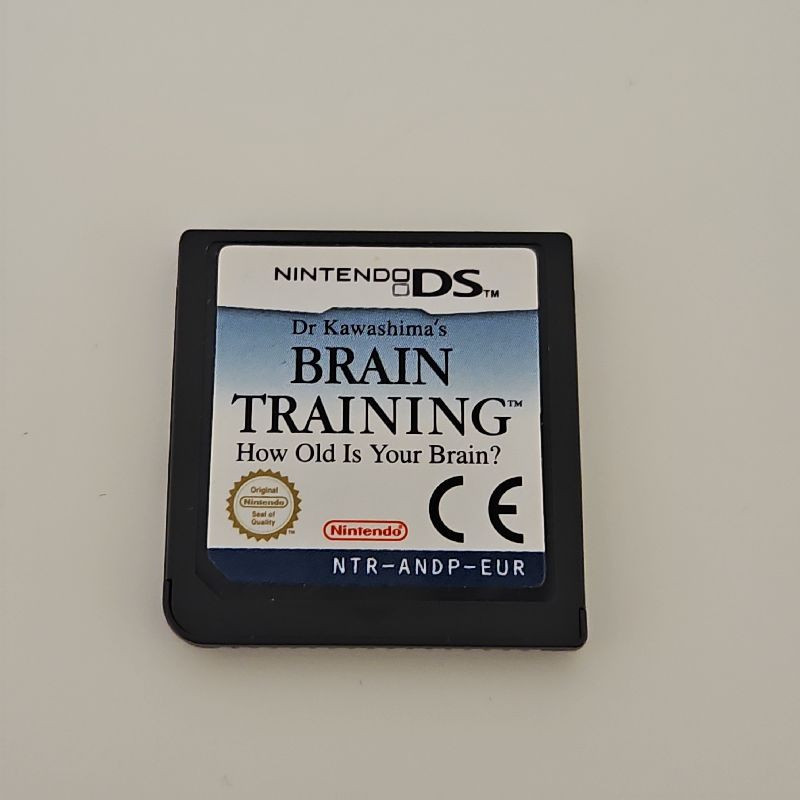 NINTENDO DS™
Dr Kawashima's
BRAIN
TRAINING™
How Old Is Your Brain?
Original
Nintendo
Seal of
Quality
™
Nintendo®
CE
NTR-ANDP-EUR